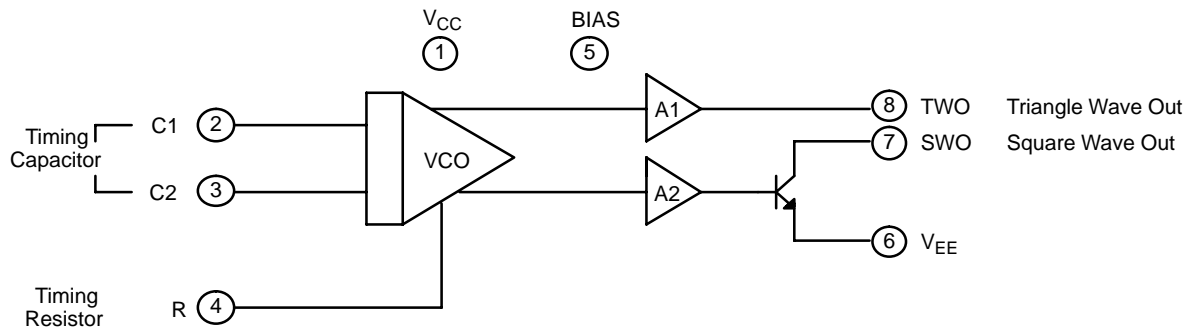 VCC BIAS
1 5
A1 8 TWO Triangle Wave Out
C1 2 7 SWO Square Wave Out
Timing
Capacitor
VCO
C2 3 A2
6 VEE
Timing
Resistor
R 4